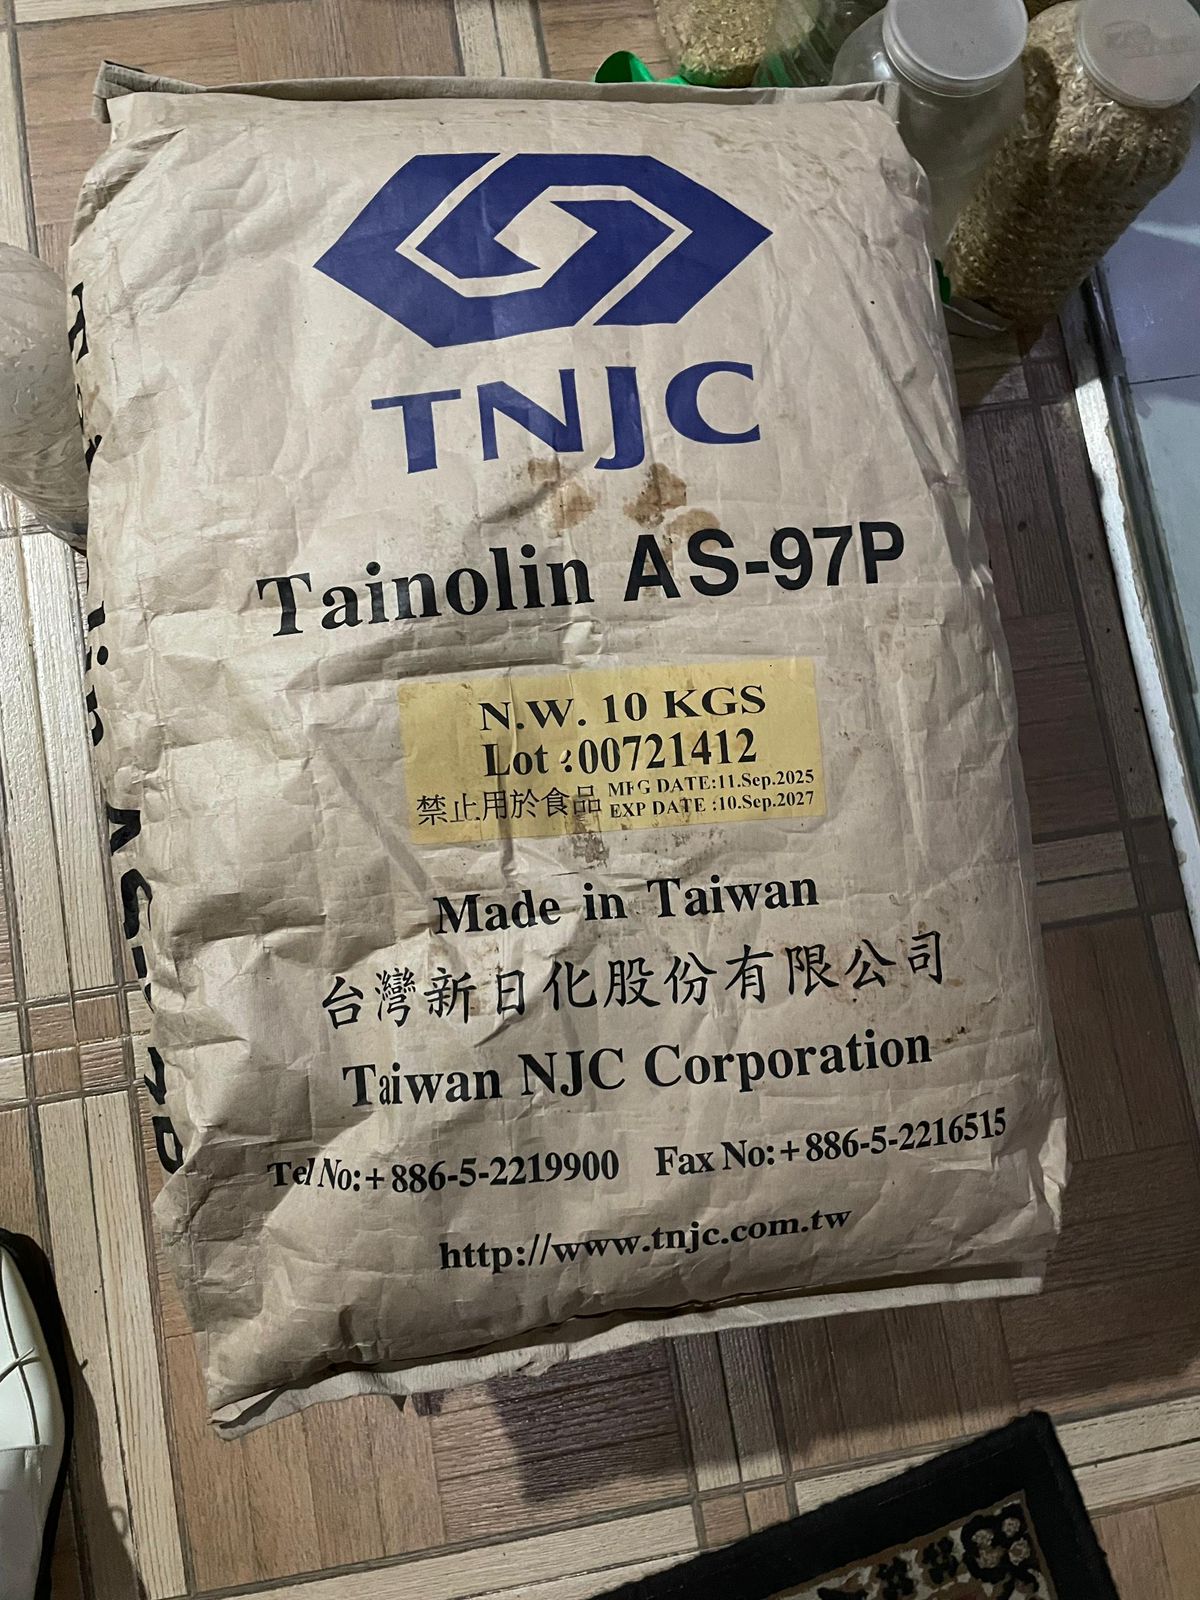 TNJC
Tainolin AS-97P
N.W. 10 KGS
Lot :00721412
禁止用於食品 MFG DATE:11.Sep.2025
EXP DATE :10.Sep.2027
Made in Taiwan
台灣新日化股份有限公司
Taiwan NJC Corporation
Tel No:+886-5-2219900 Fax No:+886-5-2216515
http://www.tnjc.com.tw